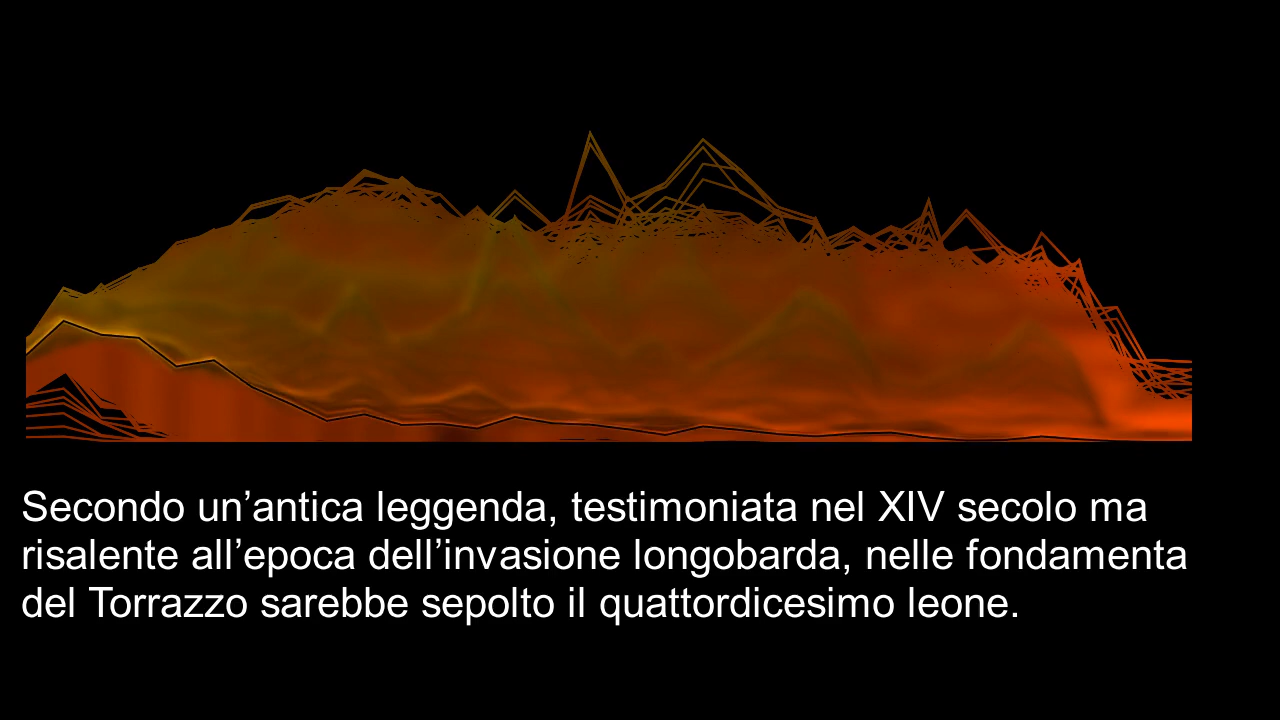 Secondo un’antica leggenda, testimoniata nel XIV secolo ma
risalente all’epoca dell’invasione longobarda, nelle fondamenta
del Torrazzo sarebbe sepolto il quattordicesimo leone.